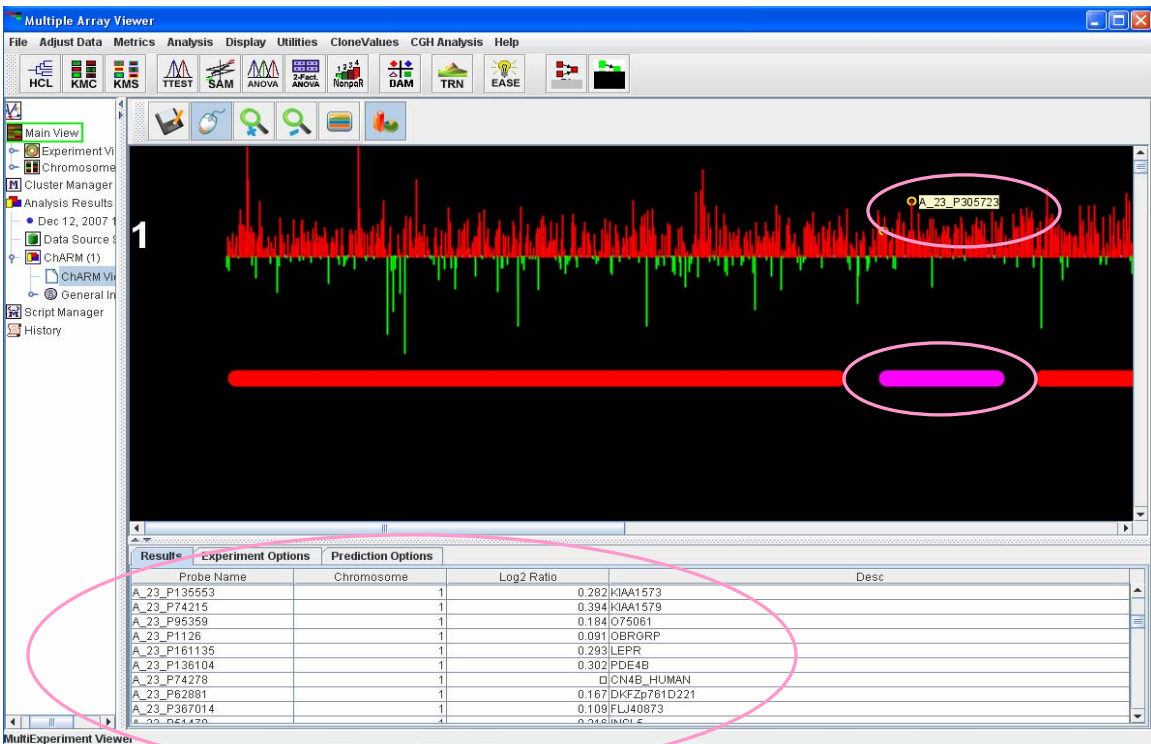 Multiple Array Viewer
File Adjust Data Metrics Analysis Display Utilities CloneValues CGH Analysis Help
HCL KMC KMS TTEST SAM ANOVA 2-Fact. ANOVA 1 2 3 4 NonpaR DAM TRN EASE
Main View
Experiment Vi
Chromosome
M Cluster Manager
Analysis Results
Dec 12, 2007 1
Data Source S
ChARM (1)
ChARM Vi
General In
Script Manager
History
1
A_23_P305723
Results Experiment Options Prediction Options
Probe Name Chromosome Log2 Ratio Desc
A_23_P135553 1 0.282 KIAA1573
A_23_P74215 1 0.394 KIAA1579
A_23_P95359 1 0.184 O75061
A_23_P1126 1 0.091 OBRGRP
A_23_P161135 1 0.293 LEPR
A_23_P136104 1 0.302 PDE4B
A_23_P74278 1 CN4B_HUMAN
A_23_P62881 1 0.167 DKFZp761D221
A_23_P367014 1 0.109 FLJ40873
MultiExperiment Viewer